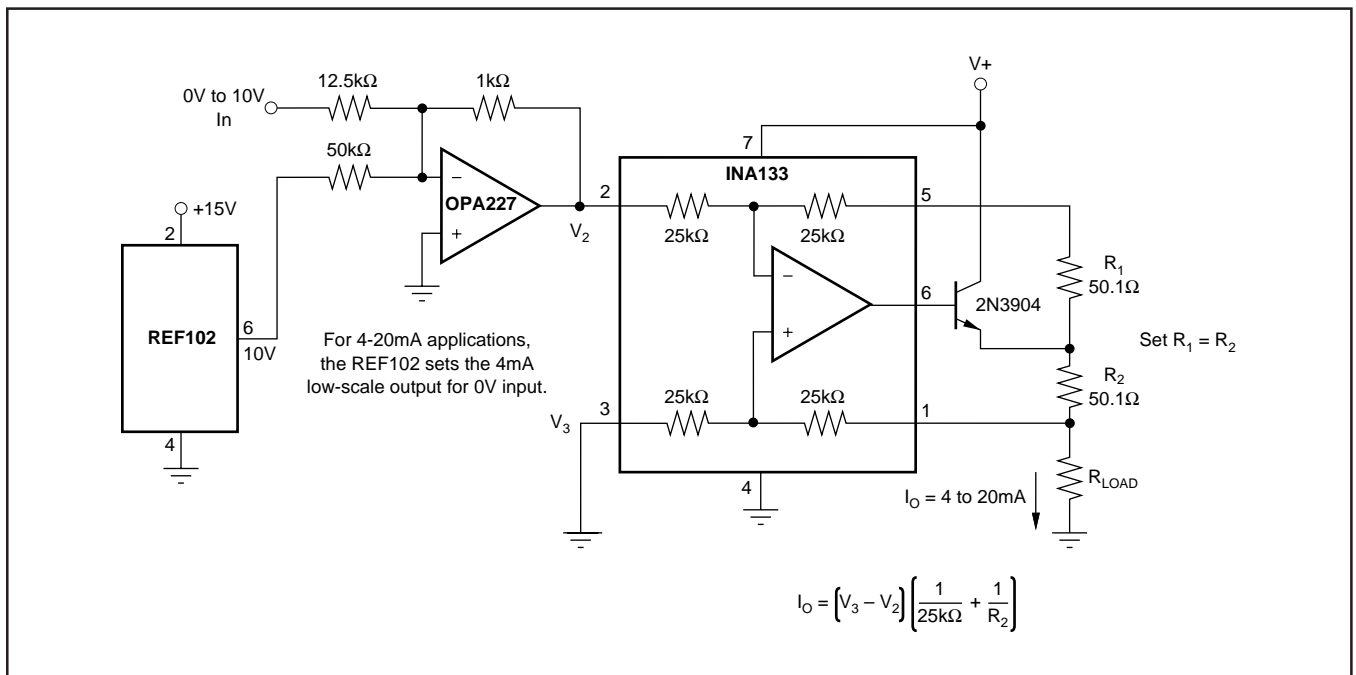 V+
12.5kΩ
1kΩ
0V to 10V
In
7
50kΩ
INA133
2
5
–
OPA227
+15V
+
25kΩ
25kΩ
V2
2
R1
50.1Ω
–
6
2N3904
6
REF102
10V
For 4-20mA applications,
the REF102 sets the 4mA
low-scale output for 0V input.
+
Set R1 = R2
R2
50.1Ω
25kΩ
25kΩ
3
1
V3
4
4
RLOAD
IO = 4 to 20mA
IO = (V3 – V2) (1/25kΩ + 1/R2)